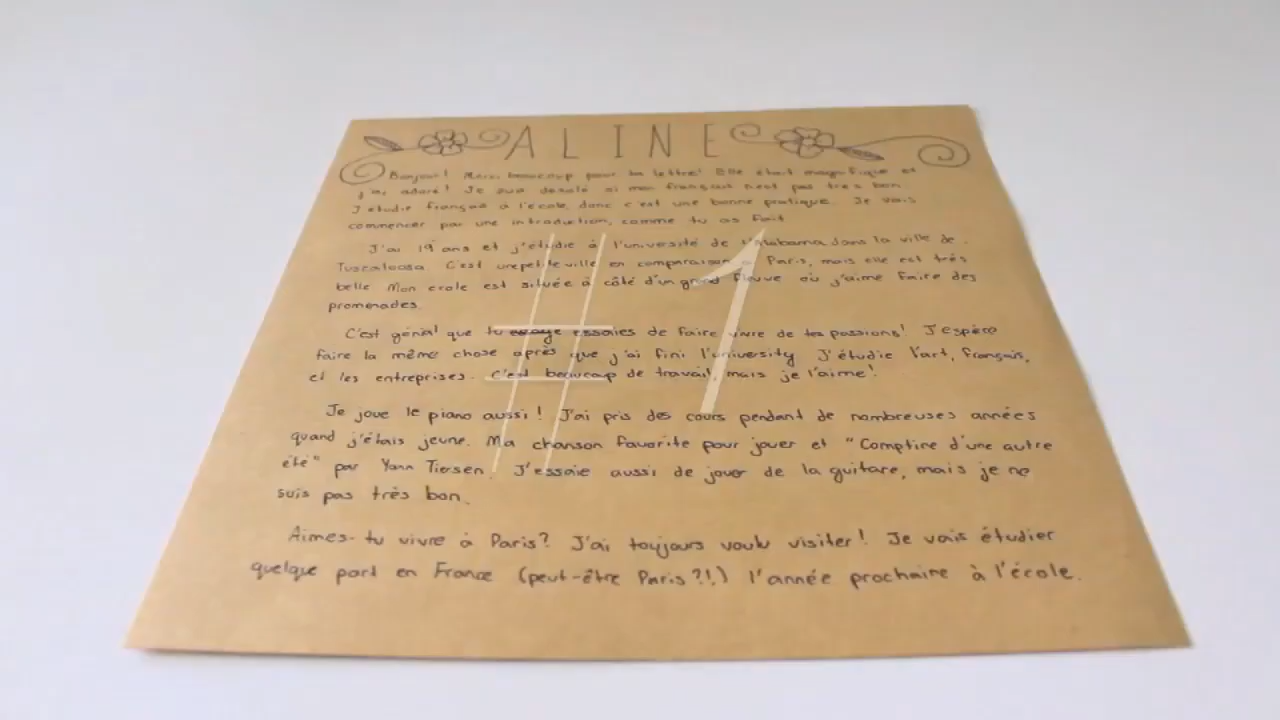 ALINE
Bonjour! Merci beaucoup pour ta lettre! Elle était magnifique et
j'ai adoré! Je suis désolé si mon français n'est pas très bon.
J'étudie français à l'école, donc c'est une bonne pratique. Je vais
commencer par une introduction, comme tu as fait
J'ai 19 ans et j'étudie à l'université de l'Alabama dans la ville de
Tuscaloosa. C'est une petite ville en comparaison à Paris, mais elle est très
belle Mon ecole est située à côté d'un grand fleuve où j'aime faire des
promenades.
C'est génial que tu essaye essaies de faire vivre de tes passions! J'espère
faire la même chose après que j'ai fini l'university J'étudie l'art, français,
et les entreprises. C'est beaucoup de travail, mais je l'aime!
Je joue le piano aussi! J'ai pris des cours pendant de nombreuses années
quand j'étais jeune. Ma chanson favorite pour jouer et "Comptine d'une autre
été" par Yann Tiersen. J'essaie aussi de jouer de la guitare, mais je ne
suis pas très bon.
Aimes-tu vivre à Paris? J'ai toujours voulu visiter! Je vais étudier
quelque part en France (peut-être Paris?!) l'année prochaine à l'école.
#1